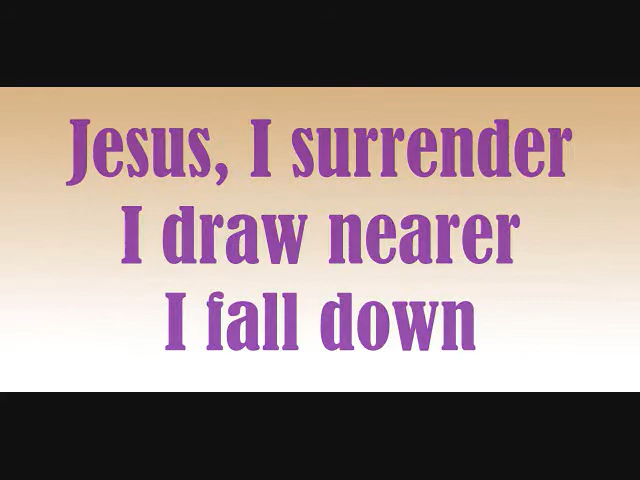 Jesus, I surrender
I draw nearer
I fall down